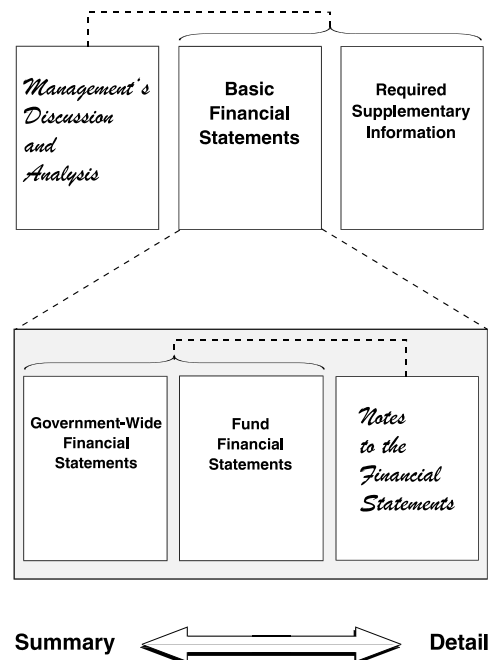 Management's
Discussion
and
Analysis
Basic
Financial
Statements
Required
Supplementary
Information
Government-Wide
Financial
Statements
Fund
Financial
Statements
Notes
to the
Financial
Statements
Summary
Detail